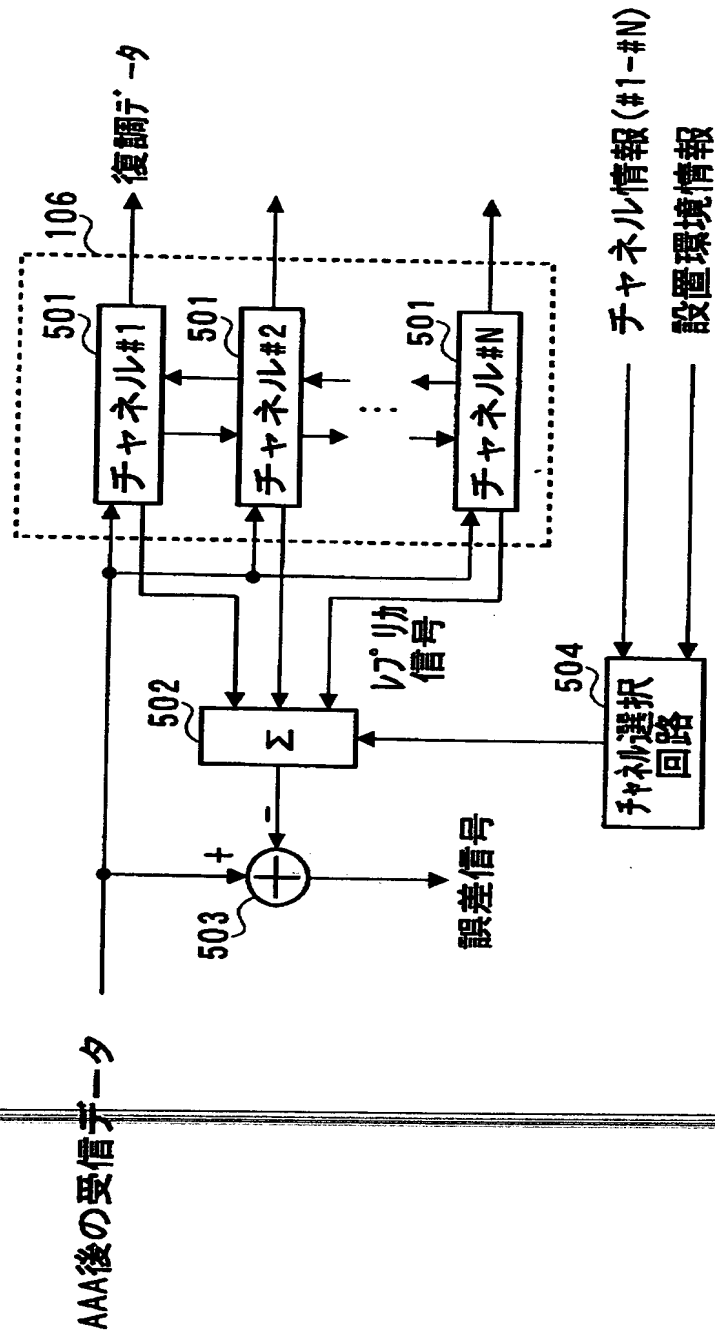 AAA後の受信データ
503
+
-
誤差信号
502
Σ
レプリカ
信号
106
501
チャネル#1
復調データ
501
チャネル#2
...
501
チャネル#N
504
チャネル選択
回路
チャネル情報(#1-#N)
設置環境情報